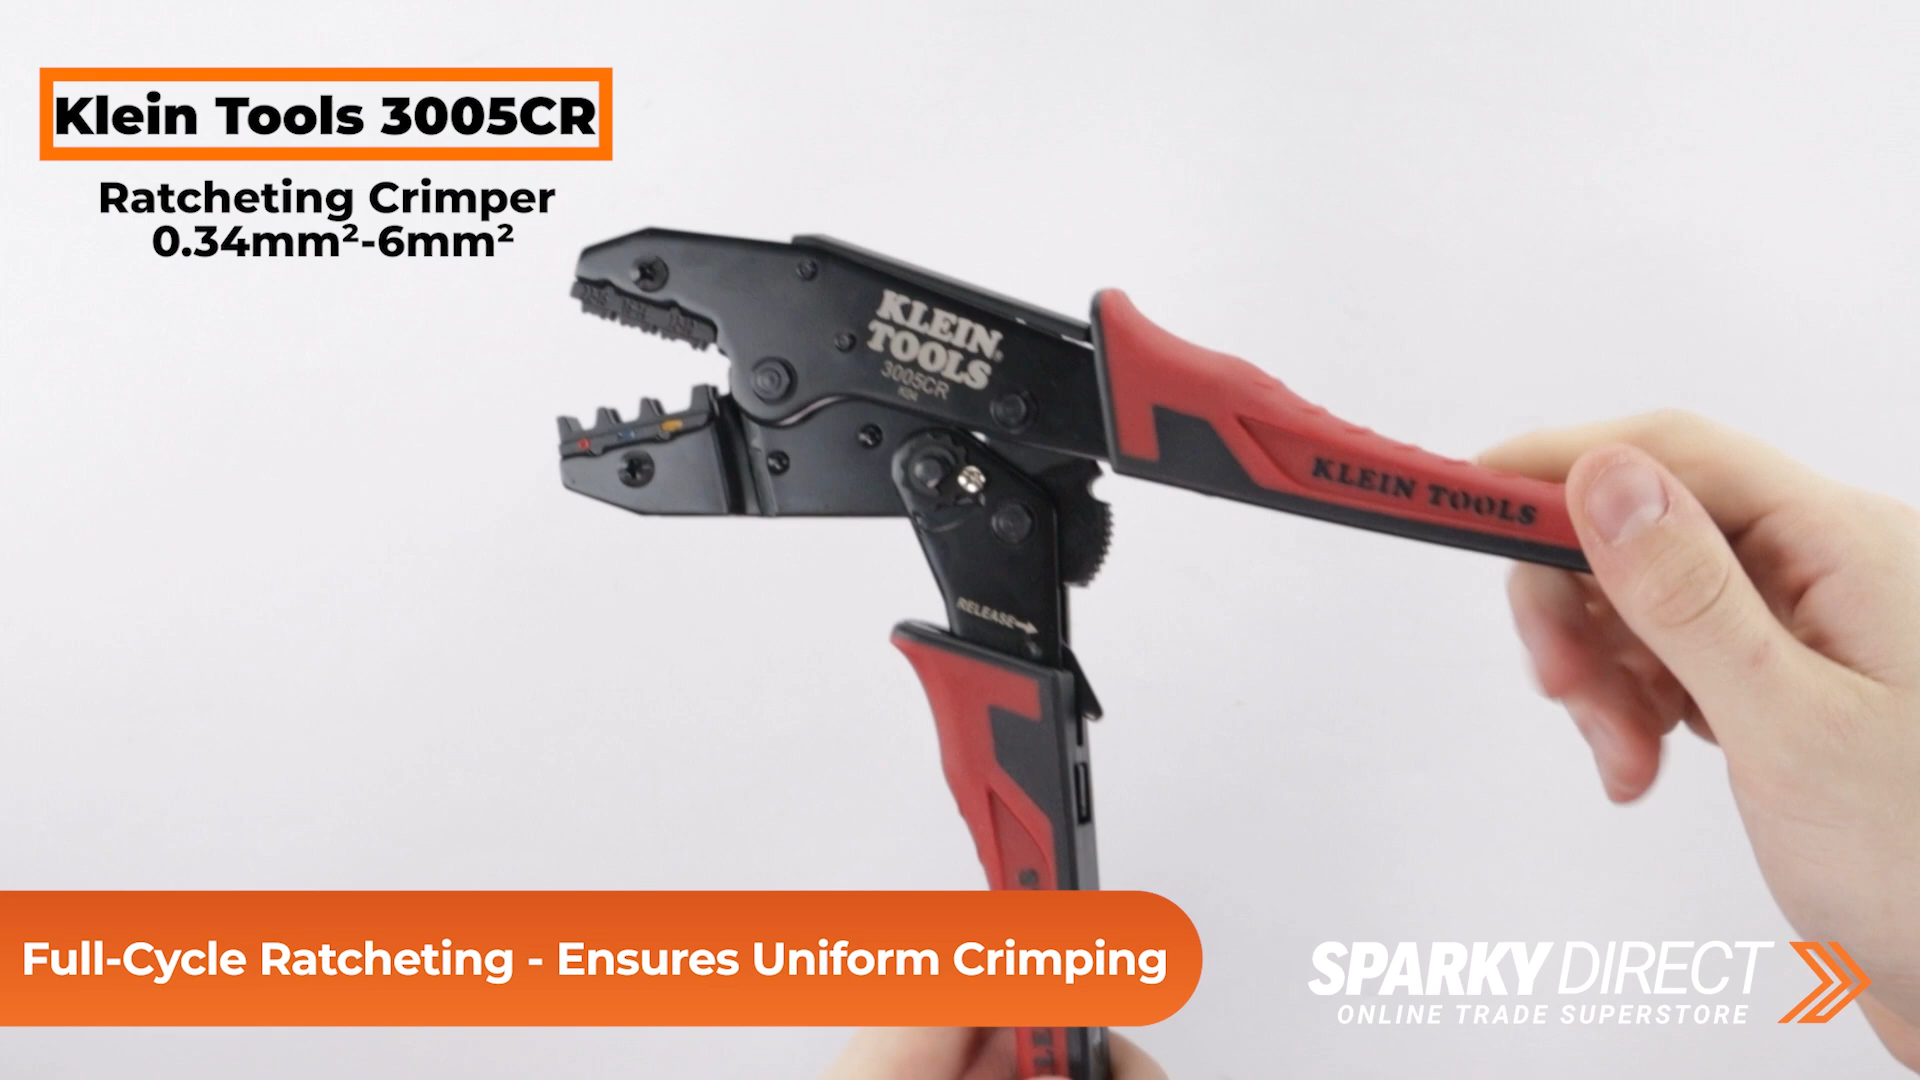 Klein Tools 3005CR
Ratcheting Crimper
0.34mm²-6mm²
KLEIN
TOOLS
3005CR
KLEIN TOOLS
RELEASE
Full-Cycle Ratcheting - Ensures Uniform Crimping
SPARKY DIRECT
ONLINE TRADE SUPERSTORE